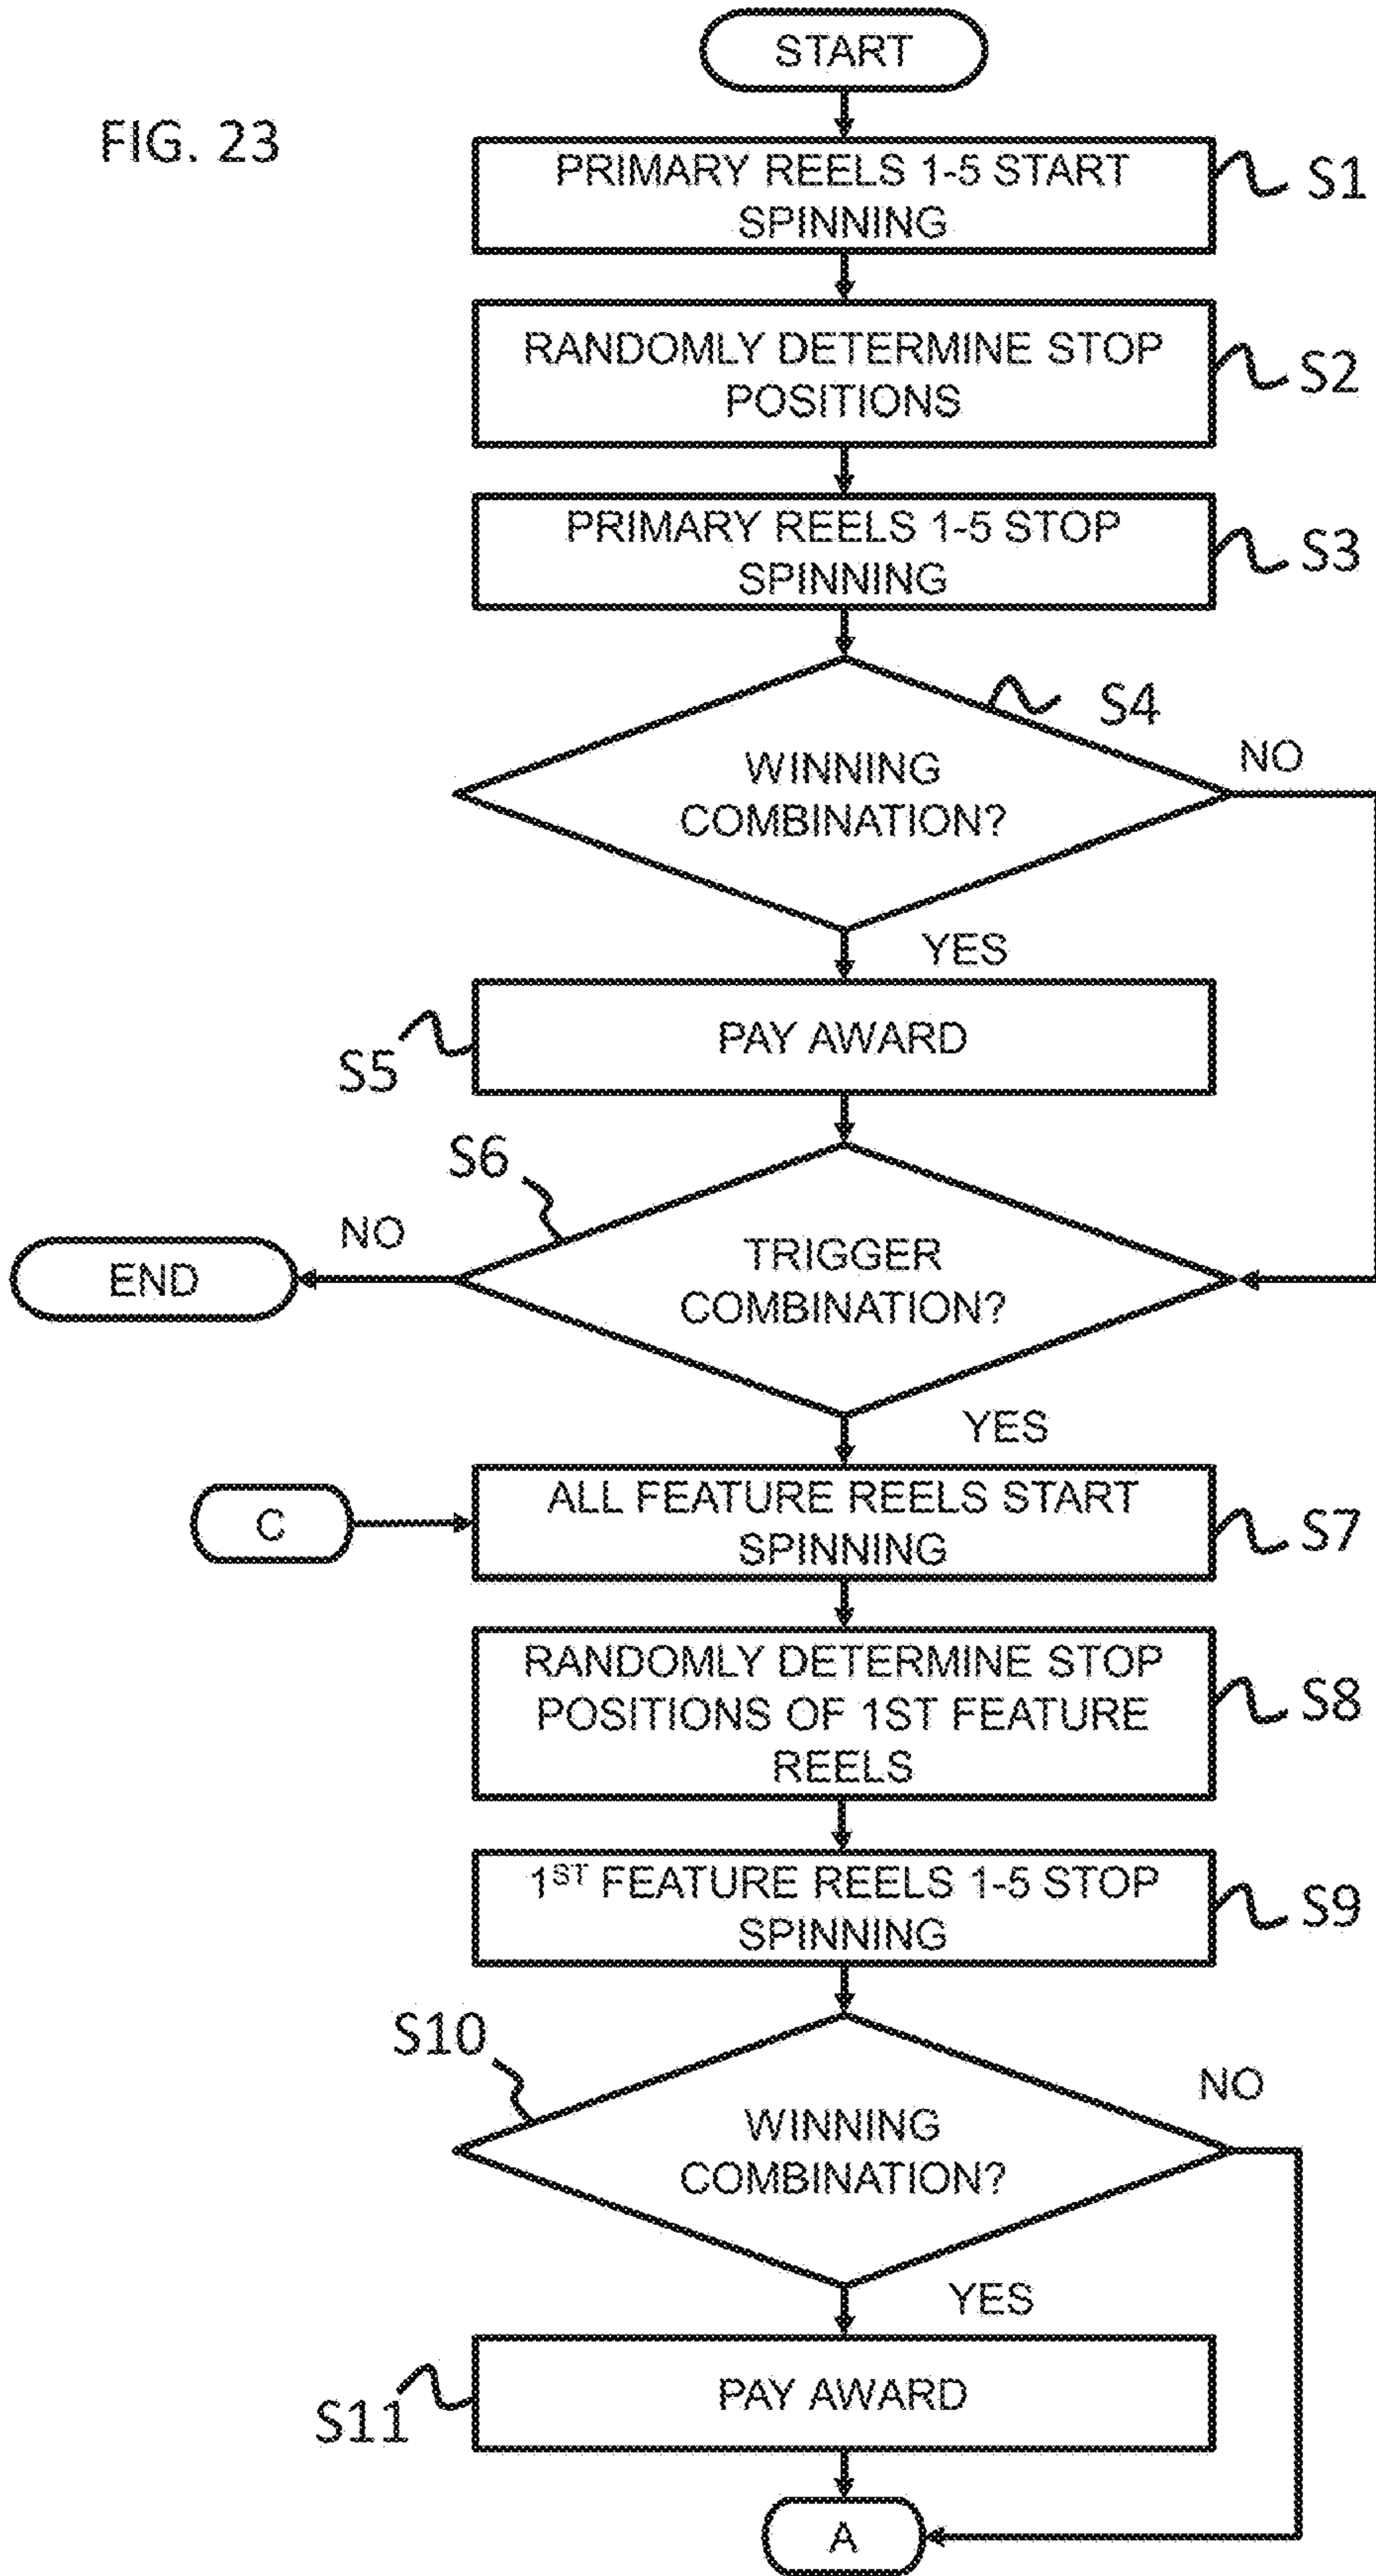 START
FIG. 23
PRIMARY REELS 1-5 START
SPINNING
S1
RANDOMLY DETERMINE STOP
POSITIONS
S2
PRIMARY REELS 1-5 STOP
SPINNING
S3
S4
WINNING
COMBINATION?
NO
YES
PAY AWARD
S5
S6
NO
END
TRIGGER
COMBINATION?
YES
C
ALL FEATURE REELS START
SPINNING
S7
RANDOMLY DETERMINE STOP
POSITIONS OF 1ST FEATURE
REELS
S8
1ST FEATURE REELS 1-5 STOP
SPINNING
S9
S10
WINNING
COMBINATION?
NO
YES
PAY AWARD
S11
A